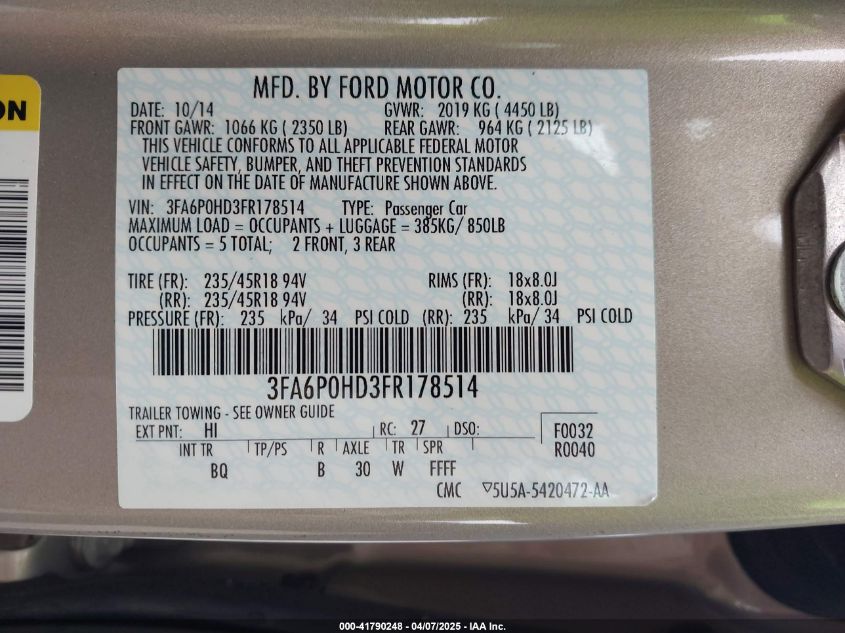 ON
MFD. BY FORD MOTOR CO.
DATE: 10/14 GVWR: 2019 KG ( 4450 LB)
FRONT GAWR: 1066 KG ( 2350 LB) REAR GAWR: 964 KG ( 2125 LB)
THIS VEHICLE CONFORMS TO ALL APPLICABLE FEDERAL MOTOR
VEHICLE SAFETY, BUMPER, AND THEFT PREVENTION STANDARDS
IN EFFECT ON THE DATE OF MANUFACTURE SHOWN ABOVE.
VIN: 3FA6P0HD3FR178514 TYPE: Passenger Car
MAXIMUM LOAD = OCCUPANTS + LUGGAGE = 385KG/ 850LB
OCCUPANTS = 5 TOTAL; 2 FRONT, 3 REAR
TIRE (FR): 235/45R18 94V RIMS (FR): 18x8.0J
(RR): 235/45R18 94V (RR): 18x8.0J
PRESSURE (FR): 235 kPa/ 34 PSI COLD (RR): 235 kPa/ 34 PSI COLD
3FA6P0HD3FR178514
TRAILER TOWING - SEE OWNER GUIDE
EXT PNT: HI RC: 27 DSO: F0032
INT TR TP/PS R AXLE TR SPR R0040
BQ B 30 W FFFF
CMC ▽5U5A-5420472-AA
000-41790248 - 04/07/2025 - IAA Inc.